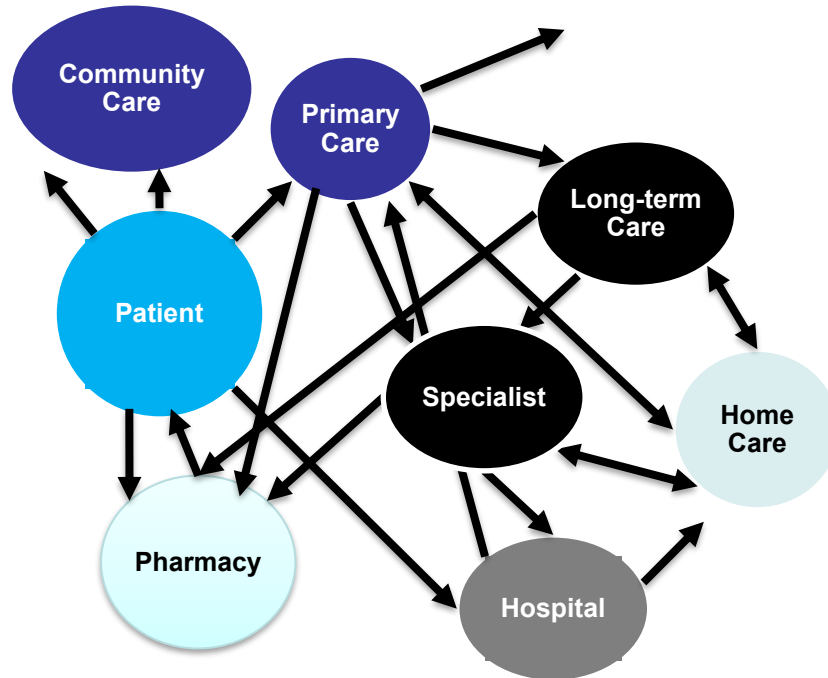 Community
Care
Primary
Care
Long-term
Care
Patient
Specialist
Home
Care
Pharmacy
Hospital